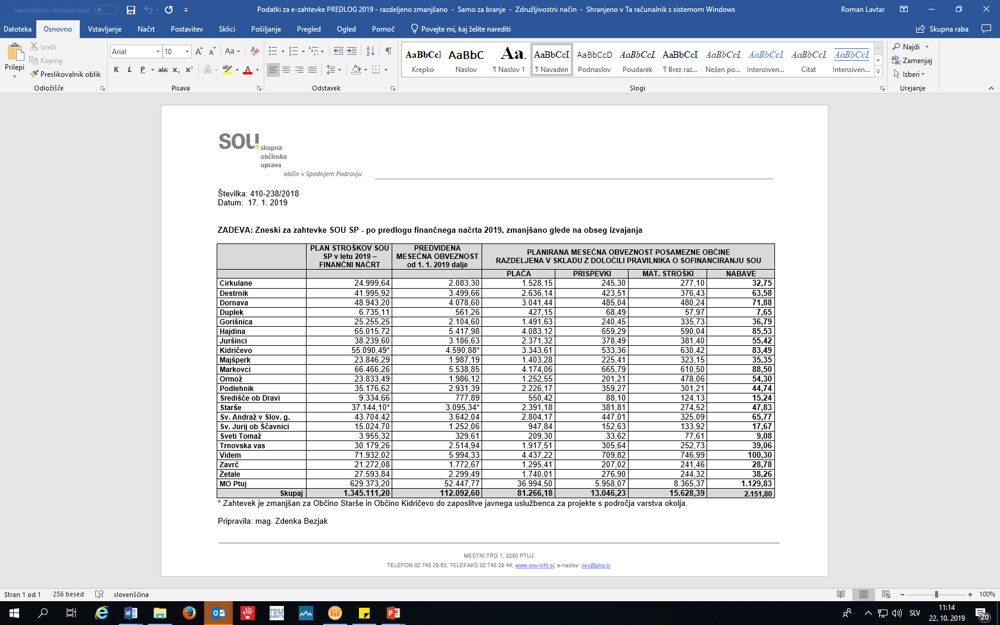 Samodejno shranjevanje
Podatki za e-zahtevke PREDLOG 2019 - razdeljeno zmanjšano - Samo za branje - Združljivostni način - Shranjeno v Ta računalnik s sistemom Windows
Roman Lavtar
Datoteka Osnovno Vstavljanje Načrt Postavitev Sklici Pošiljanje Pregled Ogled Pomoč Povejte mi, kaj želite narediti Skupna raba
Prilepi
Izreži
Kopiraj
Preslikovalnik oblik
Odložišče
Arial 10
K L P abc x₂ x²
Pisava
Odstavek
AaBbCcI AaBbC Aa. AaBbCcI AaBbCcD AaBbCcL AaBbCcI AaBbCcL AaBbCcL AaBbCcL AaBbCcL
Krepko Naslov ¶ Naslov 1 ¶ Navaden Podnaslov Poudarek ¶ Brez raz... Nežen po... Intenziven... Citat Intenziven...
Slogi
Najdi
Zamenjaj
Izberi
Urejanje
SOU skupna
občinska
uprava
občin v Spodnjem Podravju
Številka: 410-238/2018
Datum: 17. 1. 2019
ZADEVA: Zneski za zahtevke SOU SP - po predlogu finančnega načrta 2019, zmanjšano glede na obseg izvajanja
PLAN STROŠKOV SOU SP v letu 2019 – FINANČNI NAČRT
PREDVIDENA MESEČNA OBVEZNOST od 1. 1. 2019 dalje
PLANIRANA MESEČNA OBVEZNOST POSAMEZNE OBČINE
RAZDELJENA V SKLADU Z DOLOČILI PRAVILNIKA O SOFINANCIRANJU SOU
PLAČA PRISPEVKI MAT. STROŠKI NABAVE
Cirkulane 24.999,64 2.083,30 1.528,15 245,30 277,10 32,75
Destrnik 41.995,92 3.499,66 2.636,14 423,51 376,43 63,58
Dornava 48.943,20 4.078,60 3.041,44 485,04 480,24 71,88
Duplek 6.735,11 561,26 427,15 68,49 57,97 7,65
Gorišnica 25.255,25 2.104,60 1.491,63 240,45 335,73 36,79
Hajdina 65.015,72 5.417,98 4.083,12 659,29 590,04 85,53
Juršinci 38.239,60 3.186,63 2.371,32 378,49 381,40 55,42
Kidričevo 55.090,49* 4.590,88* 3.343,61 533,36 630,42 83,49
Majšperk 23.846,29 1.987,19 1.403,28 225,41 323,15 35,35
Markovci 66.466,26 5.538,85 4.174,06 665,79 610,50 88,50
Ormož 23.833,49 1.986,12 1.252,55 201,21 478,06 54,30
Podlehnik 35.176,62 2.931,39 2.226,17 359,27 301,21 44,74
Središče ob Dravi 9.334,66 777,89 550,42 88,10 124,13 15,24
Starše 37.144,10* 3.095,34* 2.391,18 381,81 274,52 47,83
Sv. Andraž v Slov. g. 43.704,42 3.642,04 2.804,17 447,01 325,09 65,77
Sv. Jurij ob Ščavnici 15.024,70 1.252,06 947,84 152,63 133,92 17,67
Sveti Tomaž 3.955,32 329,61 209,30 33,62 77,61 9,08
Trnovska vas 30.179,26 2.514,94 1.917,51 305,64 252,73 39,06
Videm 71.932,02 5.994,33 4.437,22 709,82 746,99 100,30
Zavrč 21.272,08 1.772,67 1.295,41 207,02 241,46 28,78
Žetale 27.593,84 2.299,49 1.740,01 276,90 244,32 38,26
MO Ptuj 629.373,20 52.447,77 36.994,50 5.958,07 8.365,37 1.129,83
Skupaj 1.345.111,20 112.092,60 81.266,18 13.046,23 15.628,39 2.151,80
* Zahtevek je zmanjšan za Občino Starše in Občino Kidričevo do zaposlitve javnega uslužbenca za projekte s področja varstva okolja.
Pripravila: mag. Zdenka Bezjak
MESTNI TRG 1, 2250 PTUJ
TELEFON 02 748 29 63, TELEFAKS 02 748 29 44, www.sou-info.si, e-naslov: sou@ptuj.si
Stran 1 od 1 256 besed slovenščina 100%
SLV
11:14
22. 10. 2019
20